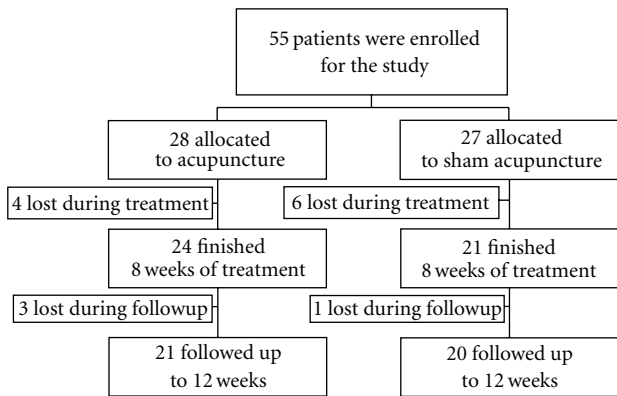 55 patients were enrolled
for the study
28 allocated
to acupuncture
27 allocated
to sham acupuncture
4 lost during treatment
6 lost during treatment
24 finished
8 weeks of treatment
21 finished
8 weeks of treatment
3 lost during followup
1 lost during followup
21 followed up
to 12 weeks
20 followed up
to 12 weeks